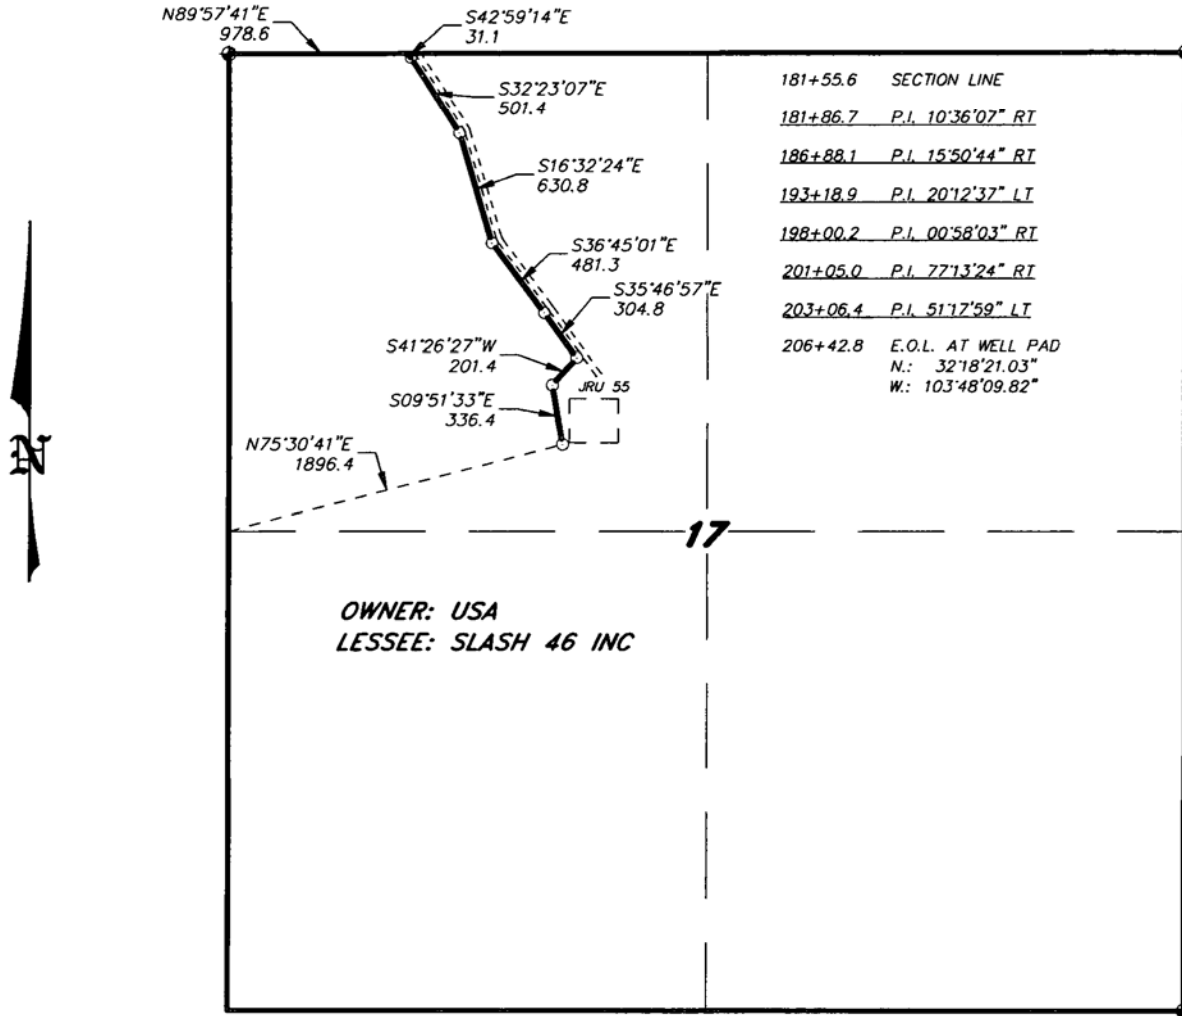 N89°57'41"E
978.6
S42°59'14"E
31.1
S32°23'07"E
501.4
S16°32'24"E
630.8
S36°45'01"E
481.3
S35°46'57"E
304.8
S41°26'27"W
201.4
JRU 55
S09°51'33"E
336.4
N75°30'41"E
1896.4
181+55.6 SECTION LINE
181+86.7 P.I. 10°36'07" RT
186+88.1 P.I. 15°50'44" RT
193+18.9 P.I. 20°12'37" LT
198+00.2 P.I. 00°58'03" RT
201+05.0 P.I. 77°13'24" RT
203+06.4 P.I. 51°17'59" LT
206+42.8 E.O.L. AT WELL PAD
N.: 32°18'21.03"
W.: 103°48'09.82"
N
17
OWNER: USA
LESSEE: SLASH 46 INC